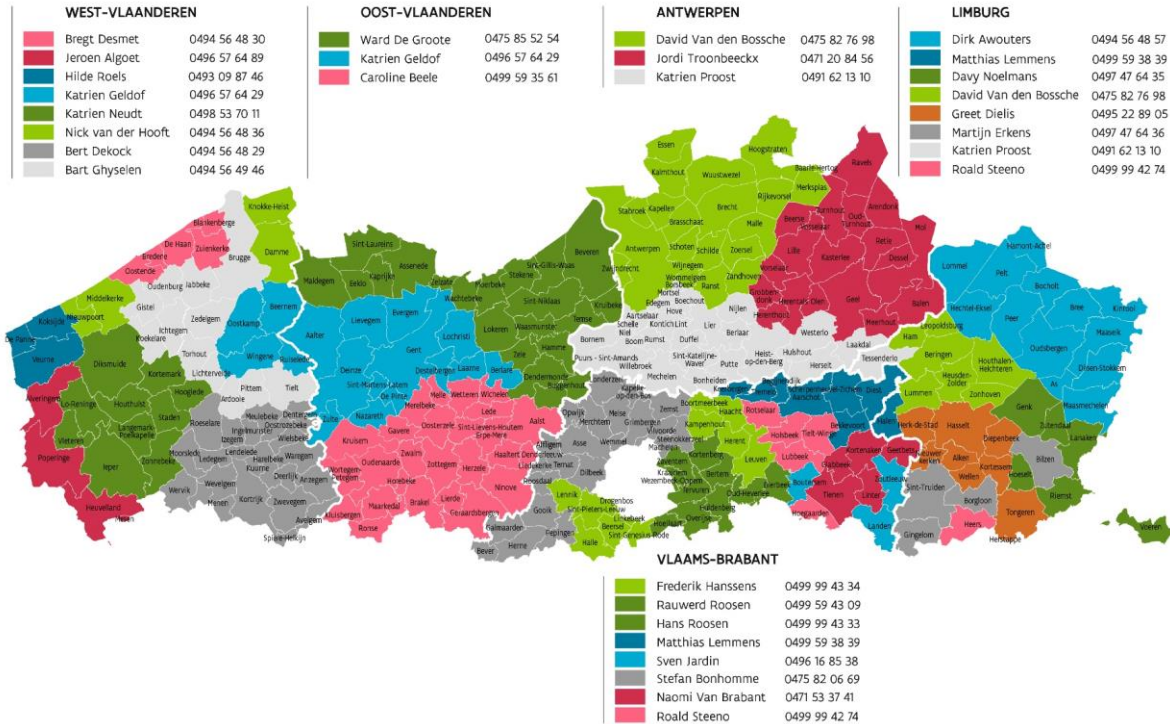 WEST-VLAANDEREN
Bregt Desmet 0494 56 48 30
Jeroen Algoet 0496 57 64 89
Hilde Roels 0493 09 87 46
Katrien Geldof 0496 57 64 29
Katrien Neudt 0498 53 70 11
Nick van der Hooft 0494 56 48 36
Bert Dekock 0494 56 48 29
Bart Ghyselen 0494 56 49 46
OOST-VLAANDEREN
Ward De Groote 0475 85 52 54
Katrien Geldof 0496 57 64 29
Caroline Beele 0499 59 35 61
ANTWERPEN
David Van den Bossche 0475 82 76 98
Jordi Troonbeeckx 0471 20 84 56
Katrien Proost 0491 62 13 10
LIMBURG
Dirk Awouters 0494 56 48 57
Matthias Lemmens 0499 59 38 39
Davy Noelmans 0497 47 64 35
David Van den Bossche 0475 82 76 98
Greet Dielis 0495 22 89 05
Martijn Erkens 0497 47 64 36
Katrien Proost 0491 62 13 10
Roald Steeno 0499 99 42 74
Knokke-Heist
Blankenberge
De Haan
Zuienkerke
Bredene
Oostende
Brugge
Damme
Middelkerke
Nieuwpoort
Oudenburg
Jabbeke
Gistel
Zedelgem
Ichtegem
Koekelare
Torhout
Lichtervelde
Beernem
Oostkamp
Wingene
Ruiselede
Koksijde
De Panne
Veurne
Diksmuide
Kortemark
Hooglede
Houthulst
Staden
Lo-Reninge
Alveringem
Vleteren
Poperinge
Ieper
Zonnebeke
Langemark-
Poelkapelle
Heuvelland
Mesen
Pittem
Tielt
Ardooie
Meulebeke
Dentergem
Oostrozebeke
Roeselare
Ingelmunster
Izegem
Wielsbeke
Moorslede
Ledegem
Lendelede
Harelbeke
Kuurne
Waregem
Deerlijk
Anzegem
Wervik
Wevelgem
Menen
Kortrijk
Zwevegem
Avelgem
Spiere-Helkijn
Sint-Laureins
Maldegem
Eeklo
Kaprijke
Assenede
Zelzate
Wachtebeke
Moerbeke
Stekene
Sint-Gillis-Waas
Beveren
Sint-Niklaas
Kruibeke
Temse
Waasmunster
Lokeren
Hamme
Zele
Dendermonde
Buggenhout
Aalter
Lievegem
Evergem
Lochristi
Gent
Deinze
Destelbergen
Laarne
Berlare
Sint-Martens-Latem
De Pinte
Nazareth
Zulte
Melle
Wetteren
Wichelen
Merelbeke
Gavere
Oosterzele
Lede
Aalst
Sint-Lievens-Houtem
Erpe-Mere
Kruisem
Zwalm
Haaltert
Denderleeuw
Oudenaarde
Zottegem
Herzele
Wortegem-
Petegem
Horebeke
Ninove
Maarkedal
Brakel
Lierde
Geraardsbergen
Kluisbergen
Ronse
Essen
Kalmthout
Hoogstraten
Wuustwezel
Baarle-Hertog
Merksplas
Rijkevorsel
Stabroek
Kapellen
Brecht
Brasschaat
Malle
Antwerpen
Schoten
Schilde
Zoersel
Wijnegem
Wommelgem
Borsbeek
Ranst
Zandhoven
Zwijndrecht
Ravels
Turnhout
Oud-
Turnhout
Arendonk
Beerse
Vosselaar
Lille
Kasterlee
Retie
Mol
Dessel
Vorselaar
Grobben-
donk
Herentals
Olen
Geel
Balen
Herenthout
Meerhout
Mortsel
Edegem
Boechout
Hove
Aartselaar
Schelle
Niel
Kontich
Lint
Lier
Nijlen
Boom
Rumst
Duffel
Berlaar
Bornem
Westerlo
Laakdal
Hulshout
Herselt
Heist-
op-den-Berg
Sint-Katelijne-
Waver
Putte
Puurs - Sint-Amands
Willebroek
Mechelen
Bonheiden
Hamont-Achel
Lommel
Pelt
Bocholt
Hechtel-Eksel
Peer
Bree
Kinrooi
Maaseik
Oudsbergen
Dilsen-Stokkem
As
Maasmechelen
Leopoldsburg
Ham
Tessenderlo
Beringen
Heusden-
Zolder
Houthalen-
Helchteren
Lummen
Zonhoven
Genk
Zutendaal
Lanaken
Halen
Herk-de-Stad
Hasselt
Diepenbeek
Nieuwer-
kerken
Alken
Kortessem
Wellen
Hoeselt
Bilzen
Riemst
Sint-Truiden
Borgloon
Tongeren
Gingelom
Heers
Herstappe
Voeren
Londerzeel
Kapelle-
op-den-Bos
Opwijk
Merchtem
Meise
Zemst
Grimbergen
Vilvoorde
Asse
Wemmel
Affligem
Liedekerke
Ternat
Dilbeek
Roosdaal
Lennik
Gooik
Pepingen
Galmaarden
Herne
Bever
Halle
Sint-Pieters-Leeuw
Drogenbos
Linkebeek
Beersel
Sint-Genesius-Rode
Machelen
Steenokkerzeel
Kampenhout
Zaventem
Kortenberg
Kraainem
Wezembeek-Oppem
Tervuren
Bertem
Huldenberg
Oud-Heverlee
Hoeilaart
Overijse
Boortmeerbeek
Haacht
Herent
Leuven
Bierbeek
Keerbergen
Tremelo
Begijnendijk
Aarschot
Scherpenheuvel-Zichem
Diest
Bekkevoort
Rotselaar
Holsbeek
Tielt-Winge
Lubbeek
Kortenaken
Geetbets
Glabbeek
Boutersem
Tienen
Linter
Zoutleeuw
Hoegaarden
Landen
VLAAMS-BRABANT
Frederik Hanssens 0499 99 43 34
Rauwerd Roosen 0499 59 43 09
Hans Roosen 0499 99 43 33
Matthias Lemmens 0499 59 38 39
Sven Jardin 0496 16 85 38
Stefan Bonhomme 0475 82 06 69
Naomi Van Brabant 0471 53 37 41
Roald Steeno 0499 99 42 74